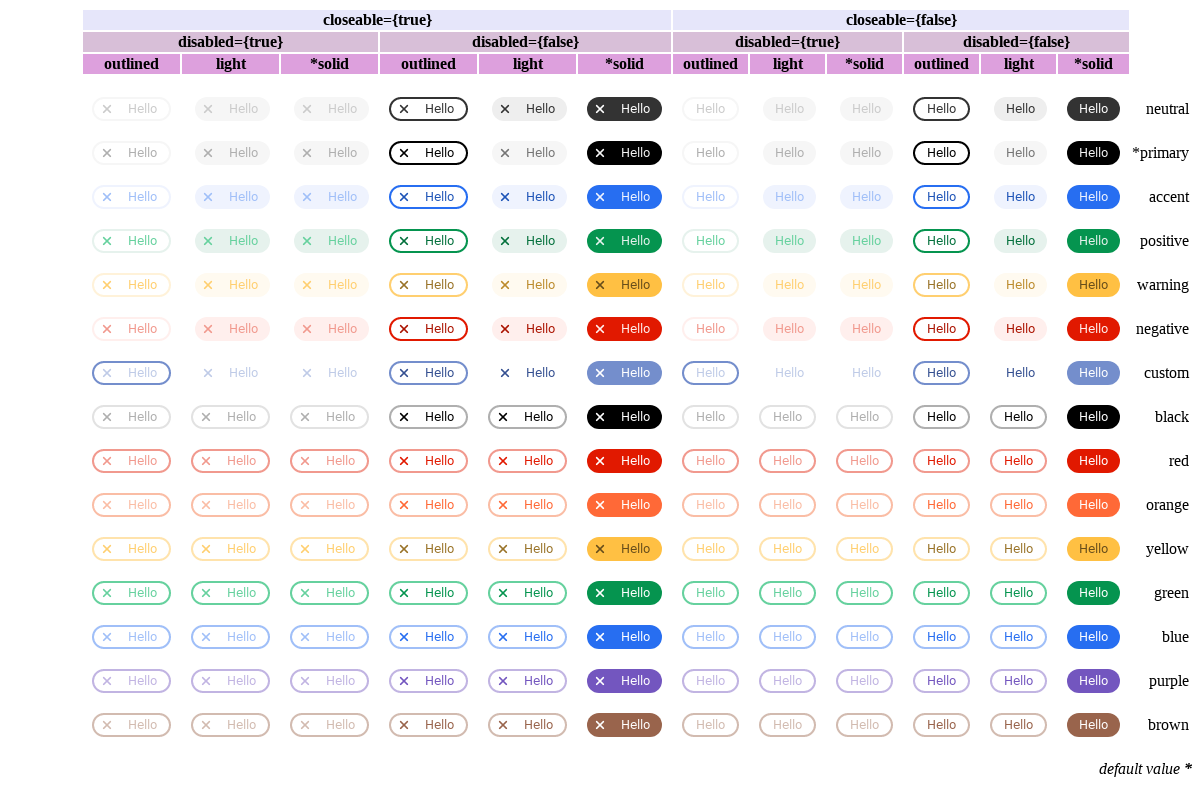 closeable={true} closeable={false}
disabled={true} disabled={false} disabled={true} disabled={false}
outlined light *solid outlined light *solid outlined light *solid outlined light *solid
Hello Hello Hello Hello Hello Hello Hello Hello Hello Hello Hello Hello neutral
Hello Hello Hello Hello Hello Hello Hello Hello Hello Hello Hello Hello *primary
Hello Hello Hello Hello Hello Hello Hello Hello Hello Hello Hello Hello accent
Hello Hello Hello Hello Hello Hello Hello Hello Hello Hello Hello Hello positive
Hello Hello Hello Hello Hello Hello Hello Hello Hello Hello Hello Hello warning
Hello Hello Hello Hello Hello Hello Hello Hello Hello Hello Hello Hello negative
Hello Hello Hello Hello Hello Hello Hello Hello Hello Hello Hello Hello custom
Hello Hello Hello Hello Hello Hello Hello Hello Hello Hello Hello Hello black
Hello Hello Hello Hello Hello Hello Hello Hello Hello Hello Hello Hello red
Hello Hello Hello Hello Hello Hello Hello Hello Hello Hello Hello Hello orange
Hello Hello Hello Hello Hello Hello Hello Hello Hello Hello Hello Hello yellow
Hello Hello Hello Hello Hello Hello Hello Hello Hello Hello Hello Hello green
Hello Hello Hello Hello Hello Hello Hello Hello Hello Hello Hello Hello blue
Hello Hello Hello Hello Hello Hello Hello Hello Hello Hello Hello Hello purple
Hello Hello Hello Hello Hello Hello Hello Hello Hello Hello Hello Hello brown
default value *